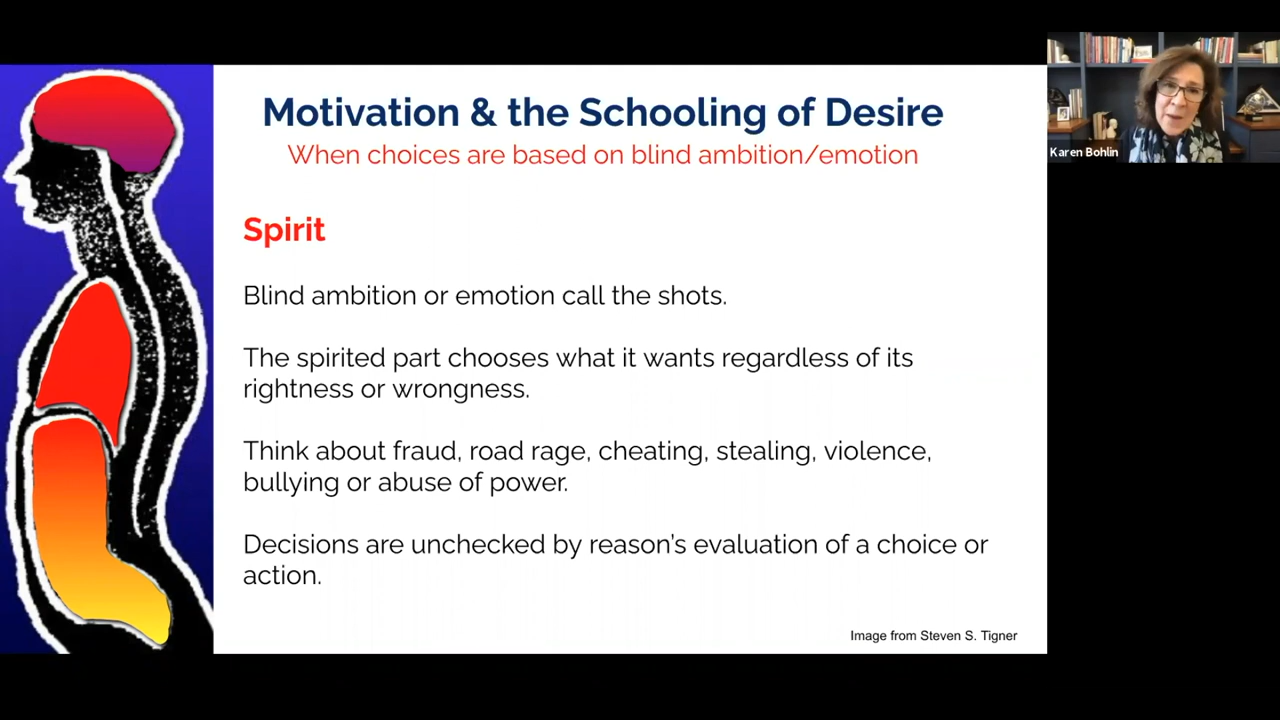 Motivation & the Schooling of Desire
When choices are based on blind ambition/emotion
Spirit
Blind ambition or emotion call the shots.
The spirited part chooses what it wants regardless of its
rightness or wrongness.
Think about fraud, road rage, cheating, stealing, violence,
bullying or abuse of power.
Decisions are unchecked by reason's evaluation of a choice or
action.
Image from Steven S. Tigner
Karen Bohlin